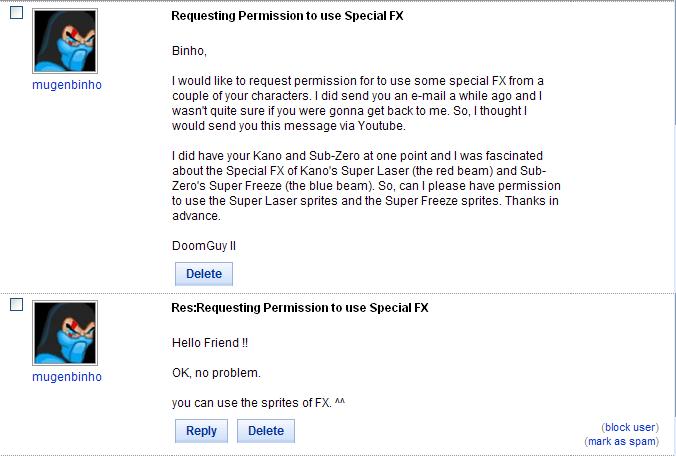 Requesting Permission to use Special FX
mugenbinho
Binho,
I would like to request permission for to use some special FX from a
couple of your characters. I did send you an e-mail a while ago and I
wasn't quite sure if you were gonna get back to me. So, I thought I
would send you this message via Youtube.
I did have your Kano and Sub-Zero at one point and I was fascinated
about the Special FX of Kano's Super Laser (the red beam) and Sub-
Zero's Super Freeze (the blue beam). So, can I please have permission
to use the Super Laser sprites and the Super Freeze sprites. Thanks in
advance.
DoomGuy II
Delete
Res:Requesting Permission to use Special FX
mugenbinho
Hello Friend !!
OK, no problem.
you can use the sprites of FX. ^^
Reply Delete
(block user)
(mark as spam)